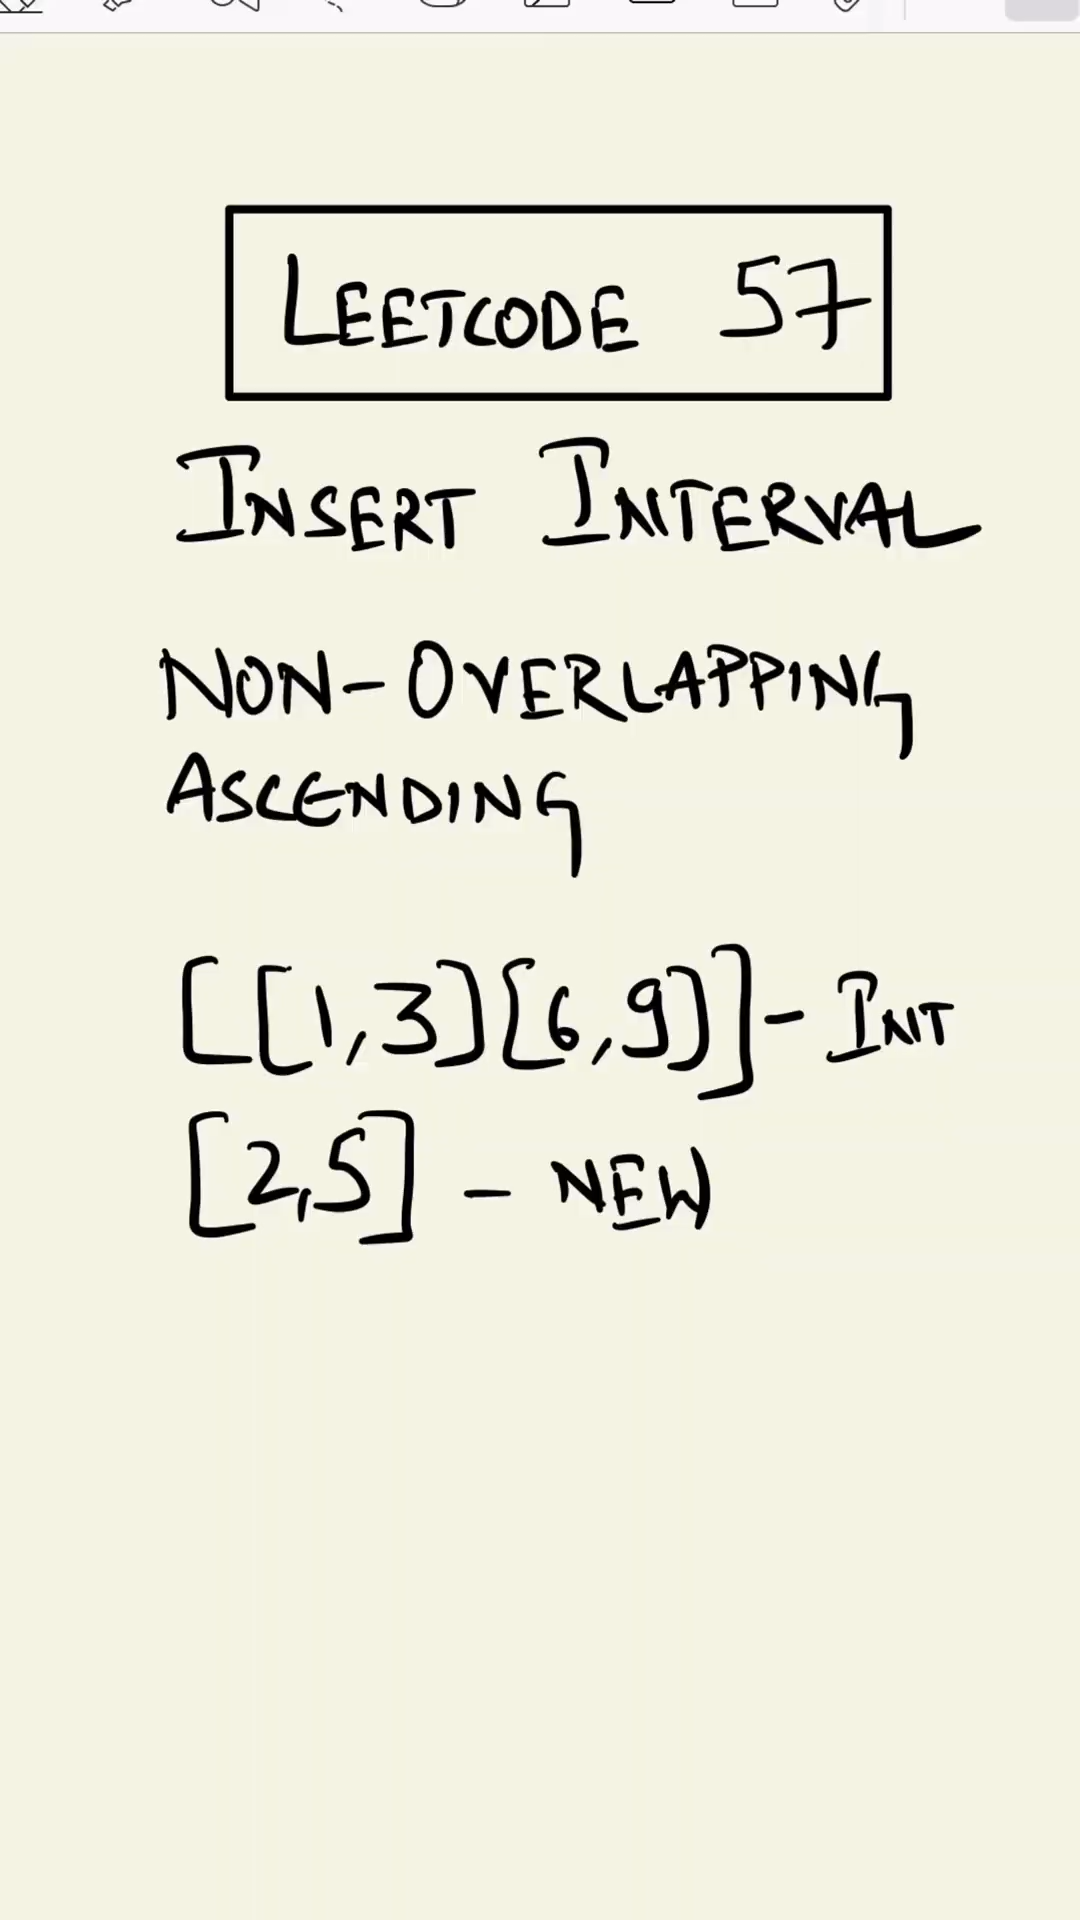 LEETCODE 57
INSERT INTERVAL
NON-OVERLAPPING
ASCENDING
[[1,3][6,9]]- INT
[2,5] - NEW